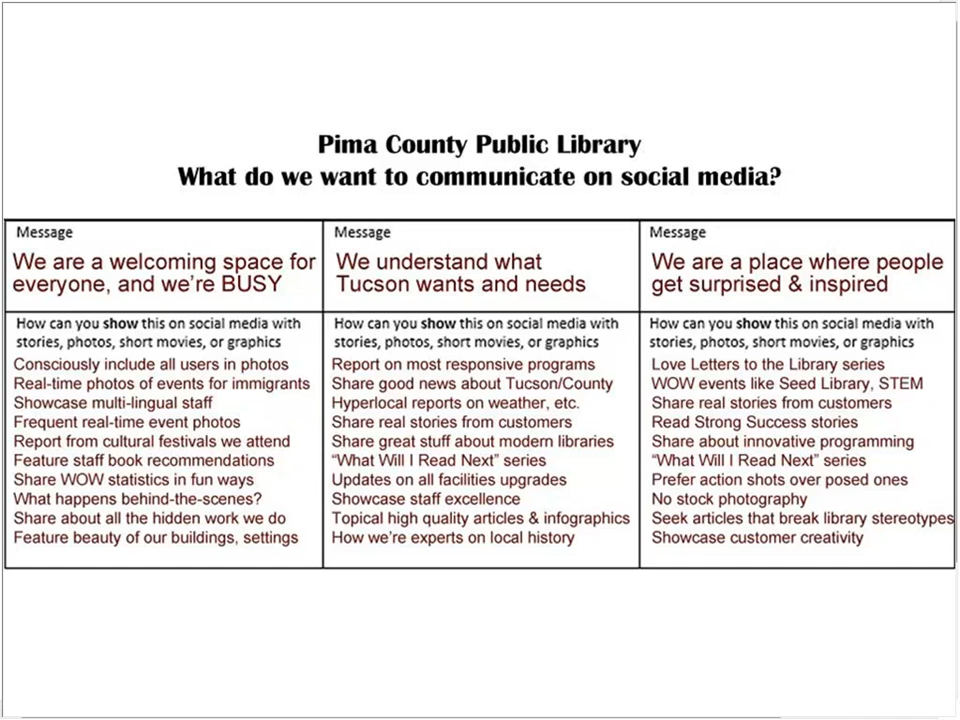 Pima County Public Library
What do we want to communicate on social media?
Message
We are a welcoming space for
everyone, and we're BUSY
How can you show this on social media with
stories, photos, short movies, or graphics
Consciously include all users in photos
Real-time photos of events for immigrants
Showcase multi-lingual staff
Frequent real-time event photos
Report from cultural festivals we attend
Feature staff book recommendations
Share WOW statistics in fun ways
What happens behind-the-scenes?
Share about all the hidden work we do
Feature beauty of our buildings, settings
Message
We understand what
Tucson wants and needs
How can you show this on social media with
stories, photos, short movies, or graphics
Report on most responsive programs
Share good news about Tucson/County
Hyperlocal reports on weather, etc.
Share real stories from customers
Share great stuff about modern libraries
“What Will I Read Next” series
Updates on all facilities upgrades
Showcase staff excellence
Topical high quality articles & infographics
How we're experts on local history
Message
We are a place where people
get surprised & inspired
How can you show this on social media with
stories, photos, short movies, or graphics
Love Letters to the Library series
WOW events like Seed Library, STEM
Share real stories from customers
Read Strong Success stories
Share about innovative programming
“What Will I Read Next” series
Prefer action shots over posed ones
No stock photography
Seek articles that break library stereotypes
Showcase customer creativity